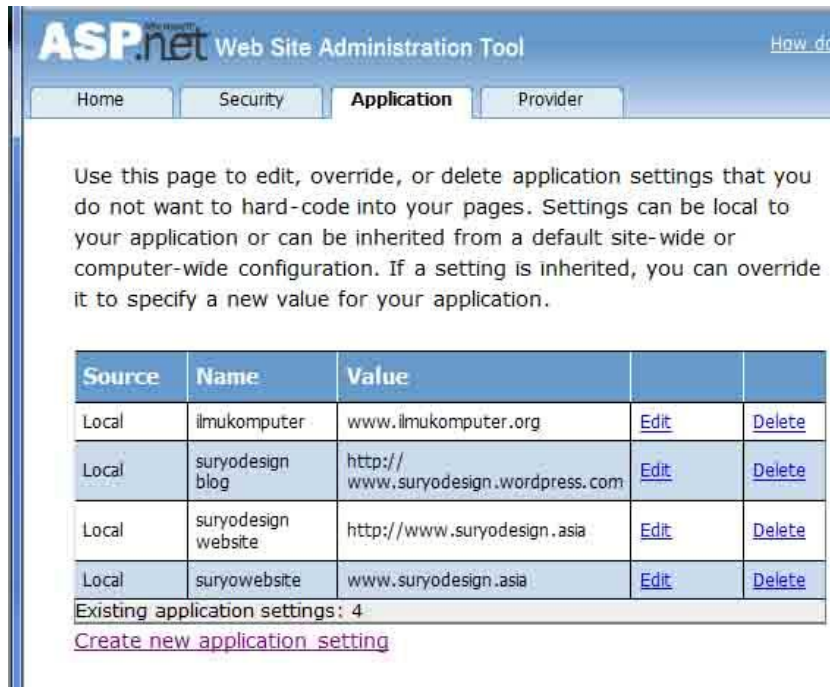 Microsoft
ASP.net Web Site Administration Tool
How do
Home Security Application Provider
Use this page to edit, override, or delete application settings that you
do not want to hard-code into your pages. Settings can be local to
your application or can be inherited from a default site-wide or
computer-wide configuration. If a setting is inherited, you can override
it to specify a new value for your application.
Source Name Value
Local ilmukomputer www.ilmukomputer.org Edit Delete
Local suryodesign blog http://www.suryodesign.wordpress.com Edit Delete
Local suryodesign website http://www.suryodesign.asia Edit Delete
Local suryowebsite www.suryodesign.asia Edit Delete
Existing application settings: 4
Create new application setting